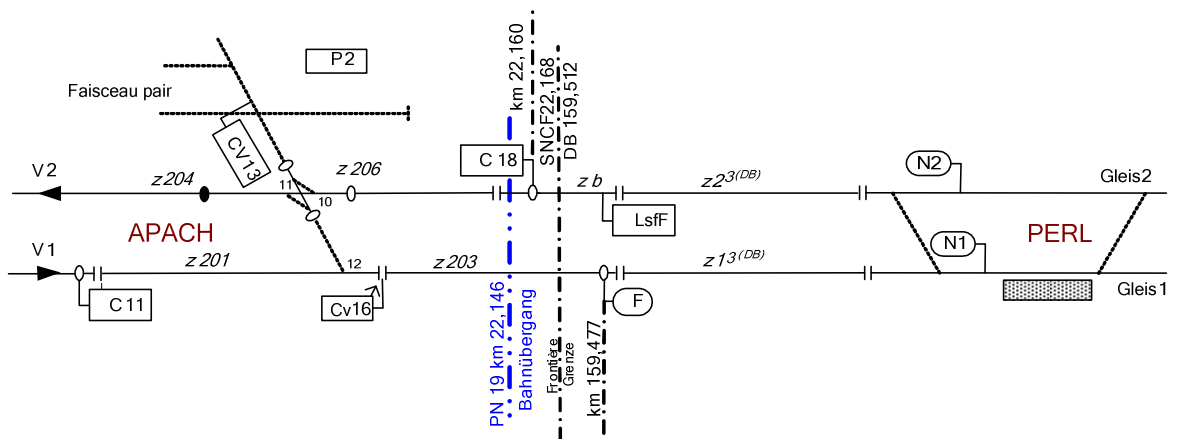 P2
Faisceau pair
km 22,160
SNCF22,168
DB 159,512
CV13
C 18
V2
z 204
11
z 206
10
z b
z2³⁽ᴰᴮ⁾
N2
Gleis2
LsfF
APACH
PERL
V1
z 201
12
z 203
z1³⁽ᴰᴮ⁾
N1
Gleis1
C 11
Cv16
F
PN 19 km 22,146
Bahnübergang
Frontière
Grenze
km 159,477